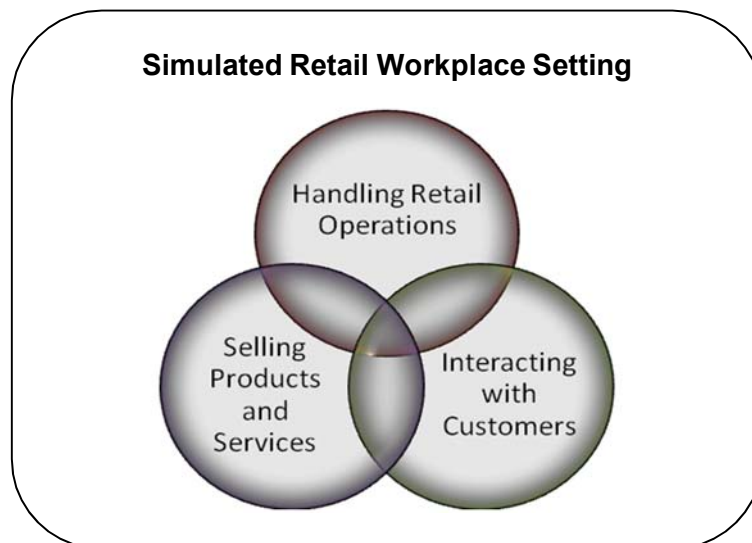 Simulated Retail Workplace Setting
Handling Retail
Operations
Selling
Products
and
Services
Interacting
with
Customers